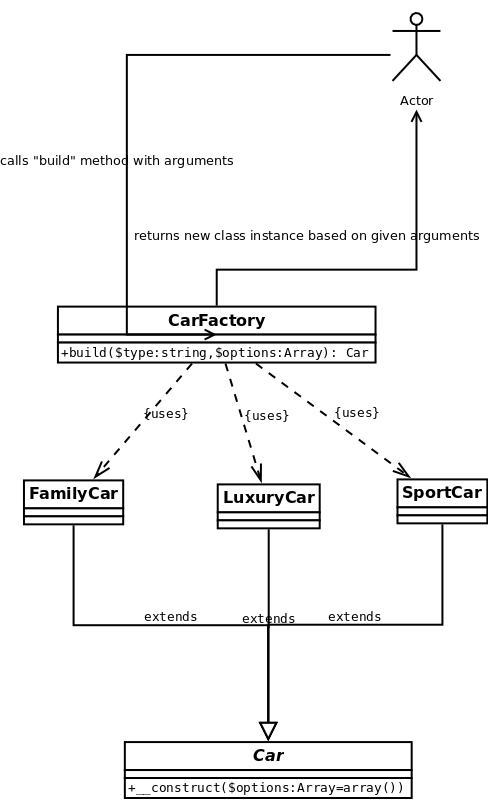 Actor
calls "build" method with arguments
returns new class instance based on given arguments
CarFactory
+build($type:string,$options:Array): Car
{uses}
{uses}
{uses}
FamilyCar
LuxuryCar
SportCar
extends
extends
extends
Car
+__construct($options:Array=array())